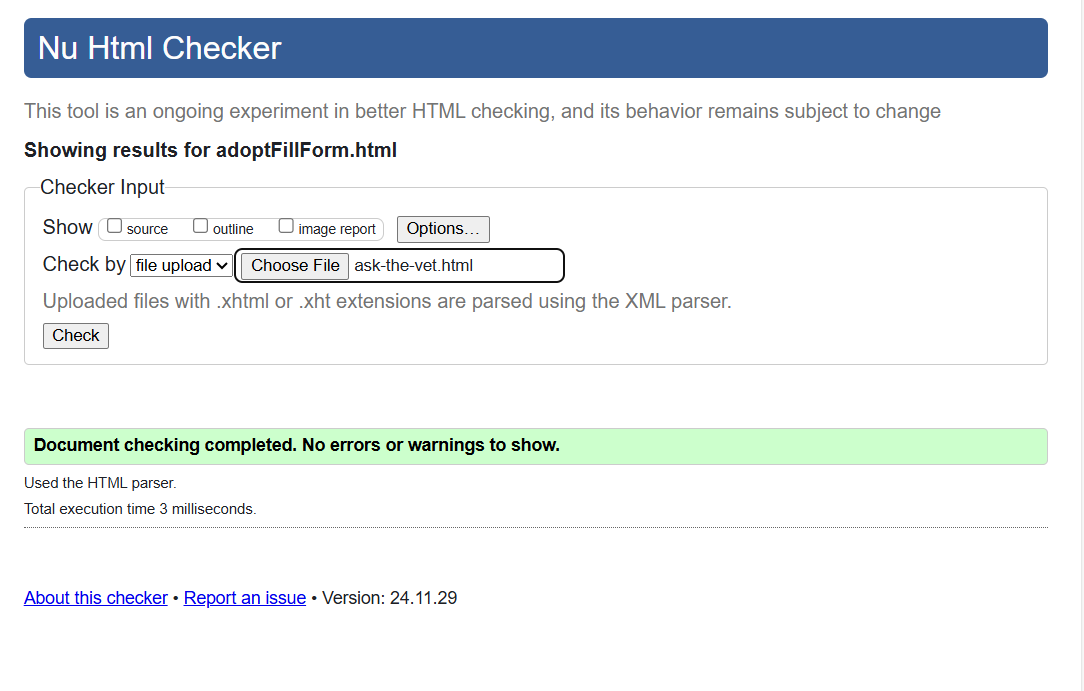 Nu Html Checker
This tool is an ongoing experiment in better HTML checking, and its behavior remains subject to change
Showing results for adoptFillForm.html
Checker Input
Show source outline image report Options...
Check by file upload Choose File ask-the-vet.html
Uploaded files with .xhtml or .xht extensions are parsed using the XML parser.
Check
Document checking completed. No errors or warnings to show.
Used the HTML parser.
Total execution time 3 milliseconds.
About this checker • Report an issue • Version: 24.11.29